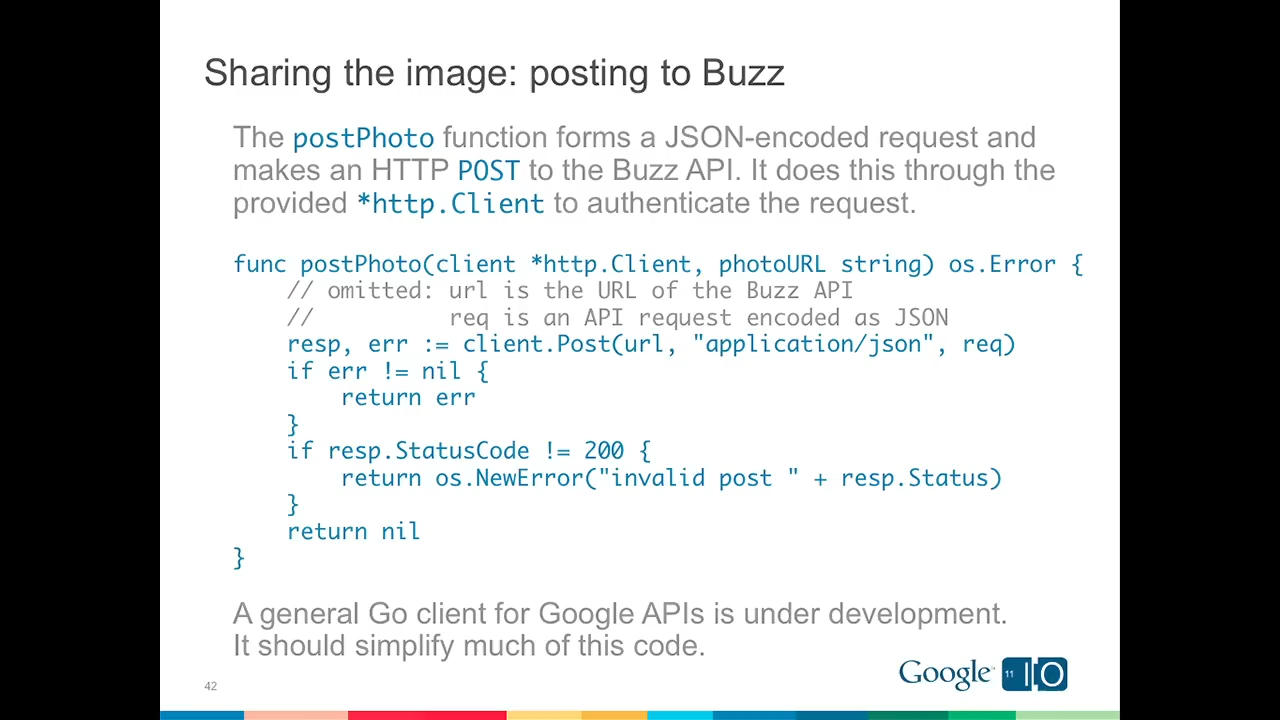 Sharing the image: posting to Buzz
The postPhoto function forms a JSON-encoded request and
makes an HTTP POST to the Buzz API. It does this through the
provided *http.Client to authenticate the request.
func postPhoto(client *http.Client, photoURL string) os.Error {
    // omitted: url is the URL of the Buzz API
    //          req is an API request encoded as JSON
    resp, err := client.Post(url, "application/json", req)
    if err != nil {
        return err
    }
    if resp.StatusCode != 200 {
        return os.NewError("invalid post " + resp.Status)
    }
    return nil
}
A general Go client for Google APIs is under development.
It should simplify much of this code.
42
Google 11 IO